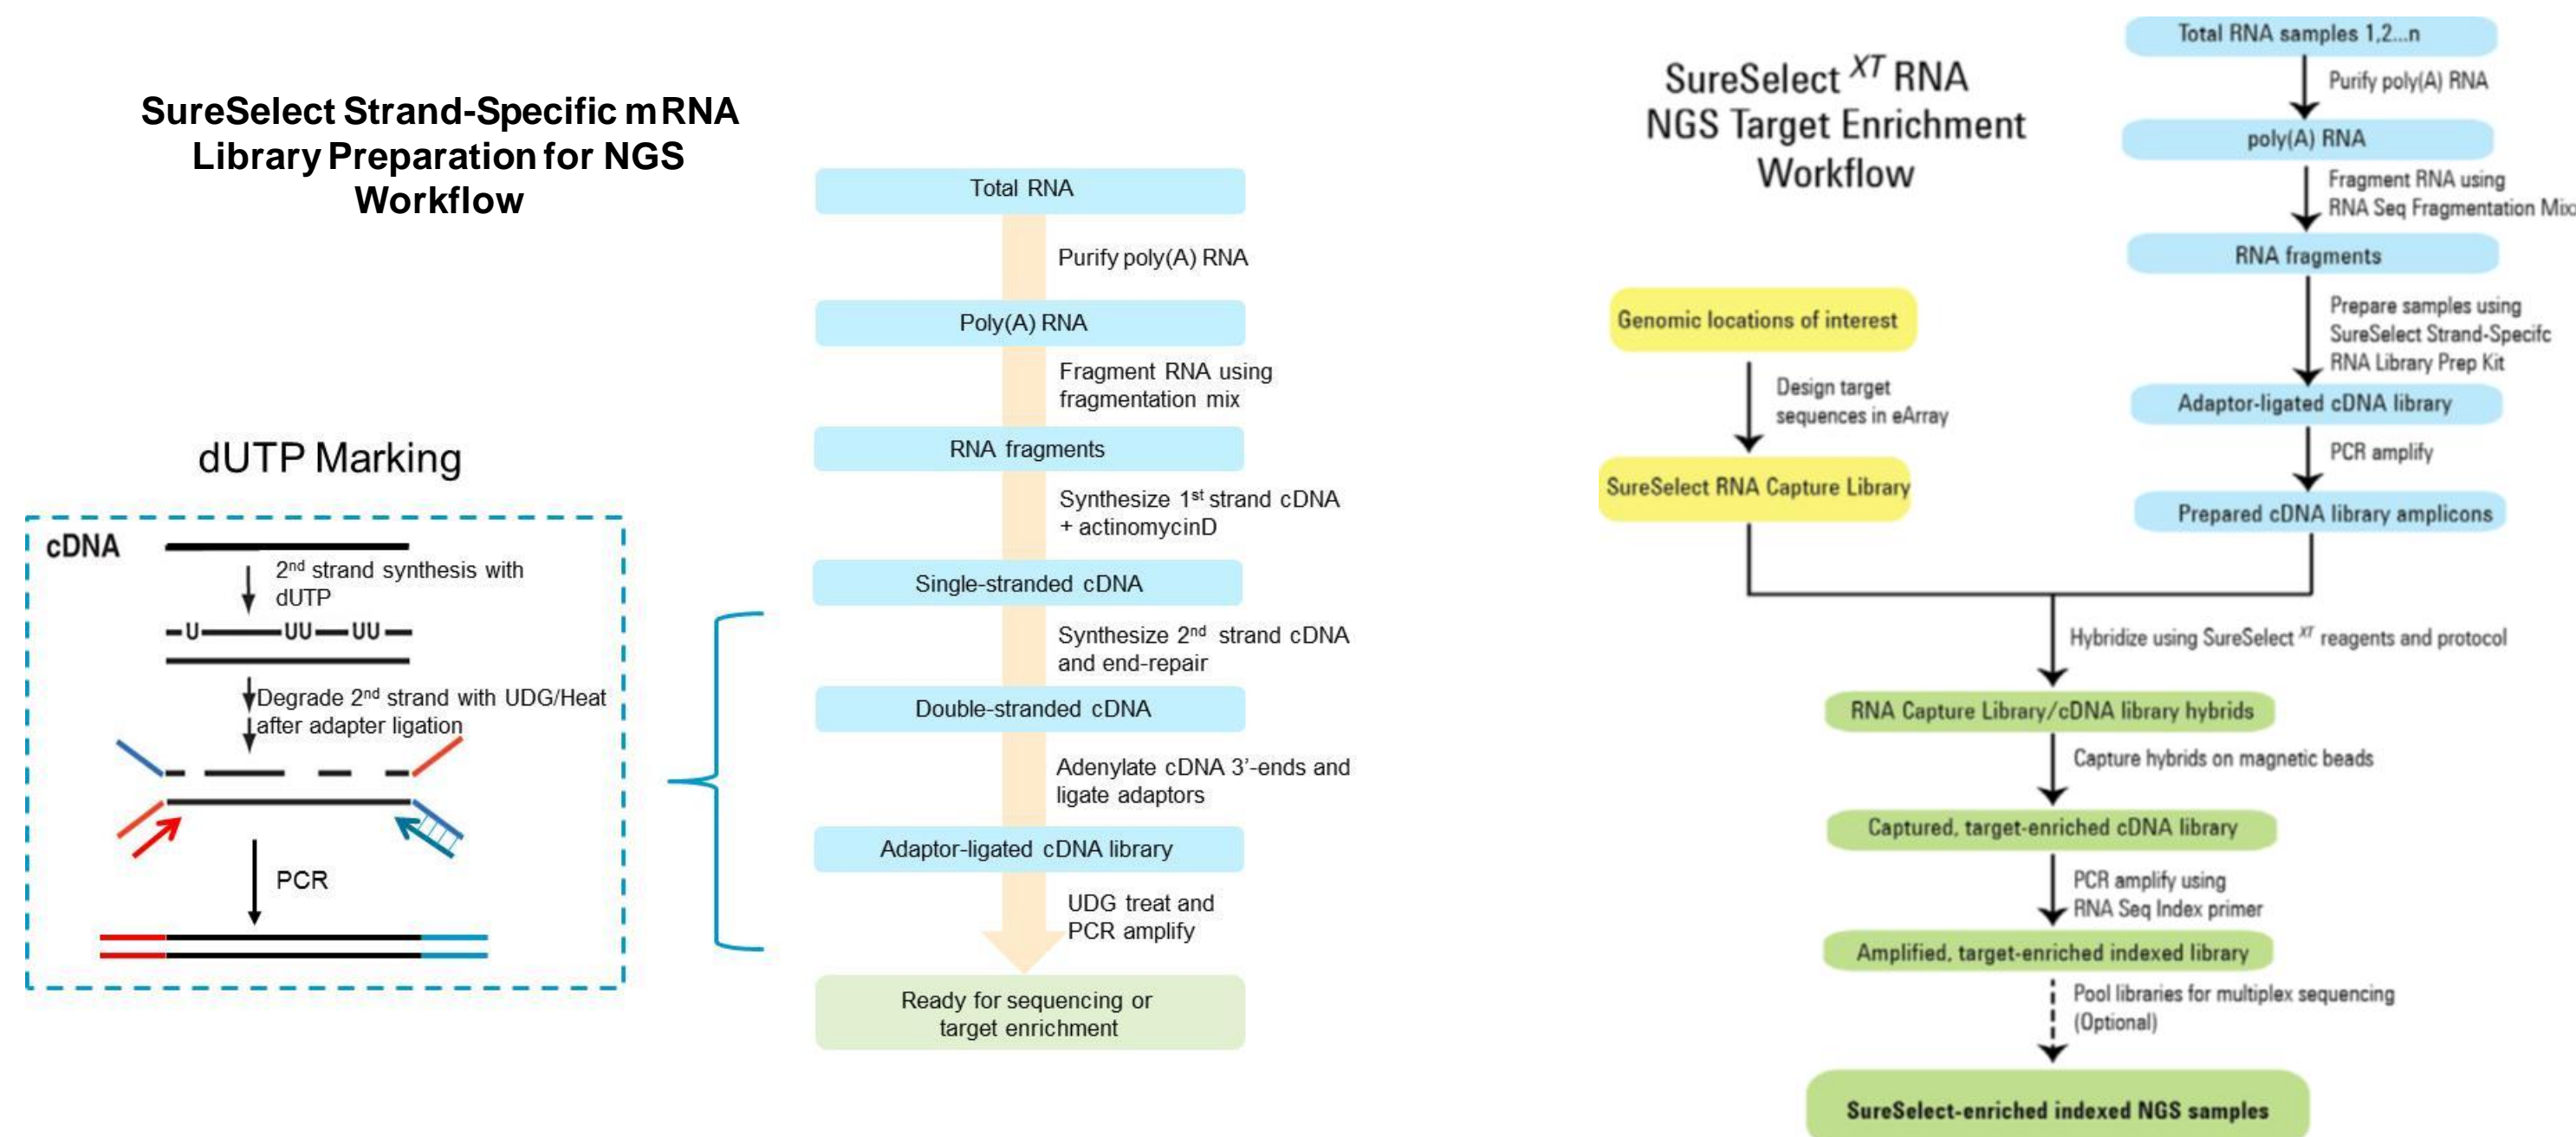 SureSelect Strand-Specific mRNA
Library Preparation for NGS
Workflow
Total RNA
Purify poly(A) RNA
Poly(A) RNA
Fragment RNA using
fragmentation mix
RNA fragments
Synthesize 1st strand cDNA
+ actinomycinD
Single-stranded cDNA
Synthesize 2nd strand cDNA
and end-repair
Double-stranded cDNA
Adenylate cDNA 3’-ends and
ligate adaptors
Adaptor-ligated cDNA library
UDG treat and
PCR amplify
Ready for sequencing or
target enrichment
dUTP Marking
cDNA
2nd strand synthesis with
dUTP
U UU UU
Degrade 2nd strand with UDG/Heat
after adapter ligation
PCR
SureSelect XT RNA
NGS Target Enrichment
Workflow
Total RNA samples 1,2...n
Purify poly(A) RNA
poly(A) RNA
Fragment RNA using
RNA Seq Fragmentation Mix
RNA fragments
Prepare samples using
SureSelect Strand-Specifc
RNA Library Prep Kit
Adaptor-ligated cDNA library
PCR amplify
Prepared cDNA library amplicons
Genomic locations of interest
Design target
sequences in eArray
SureSelect RNA Capture Library
Hybridize using SureSelect XT reagents and protocol
RNA Capture Library/cDNA library hybrids
Capture hybrids on magnetic beads
Captured, target-enriched cDNA library
PCR amplify using
RNA Seq Index primer
Amplified, target-enriched indexed library
Pool libraries for multiplex sequencing
(Optional)
SureSelect-enriched indexed NGS samples